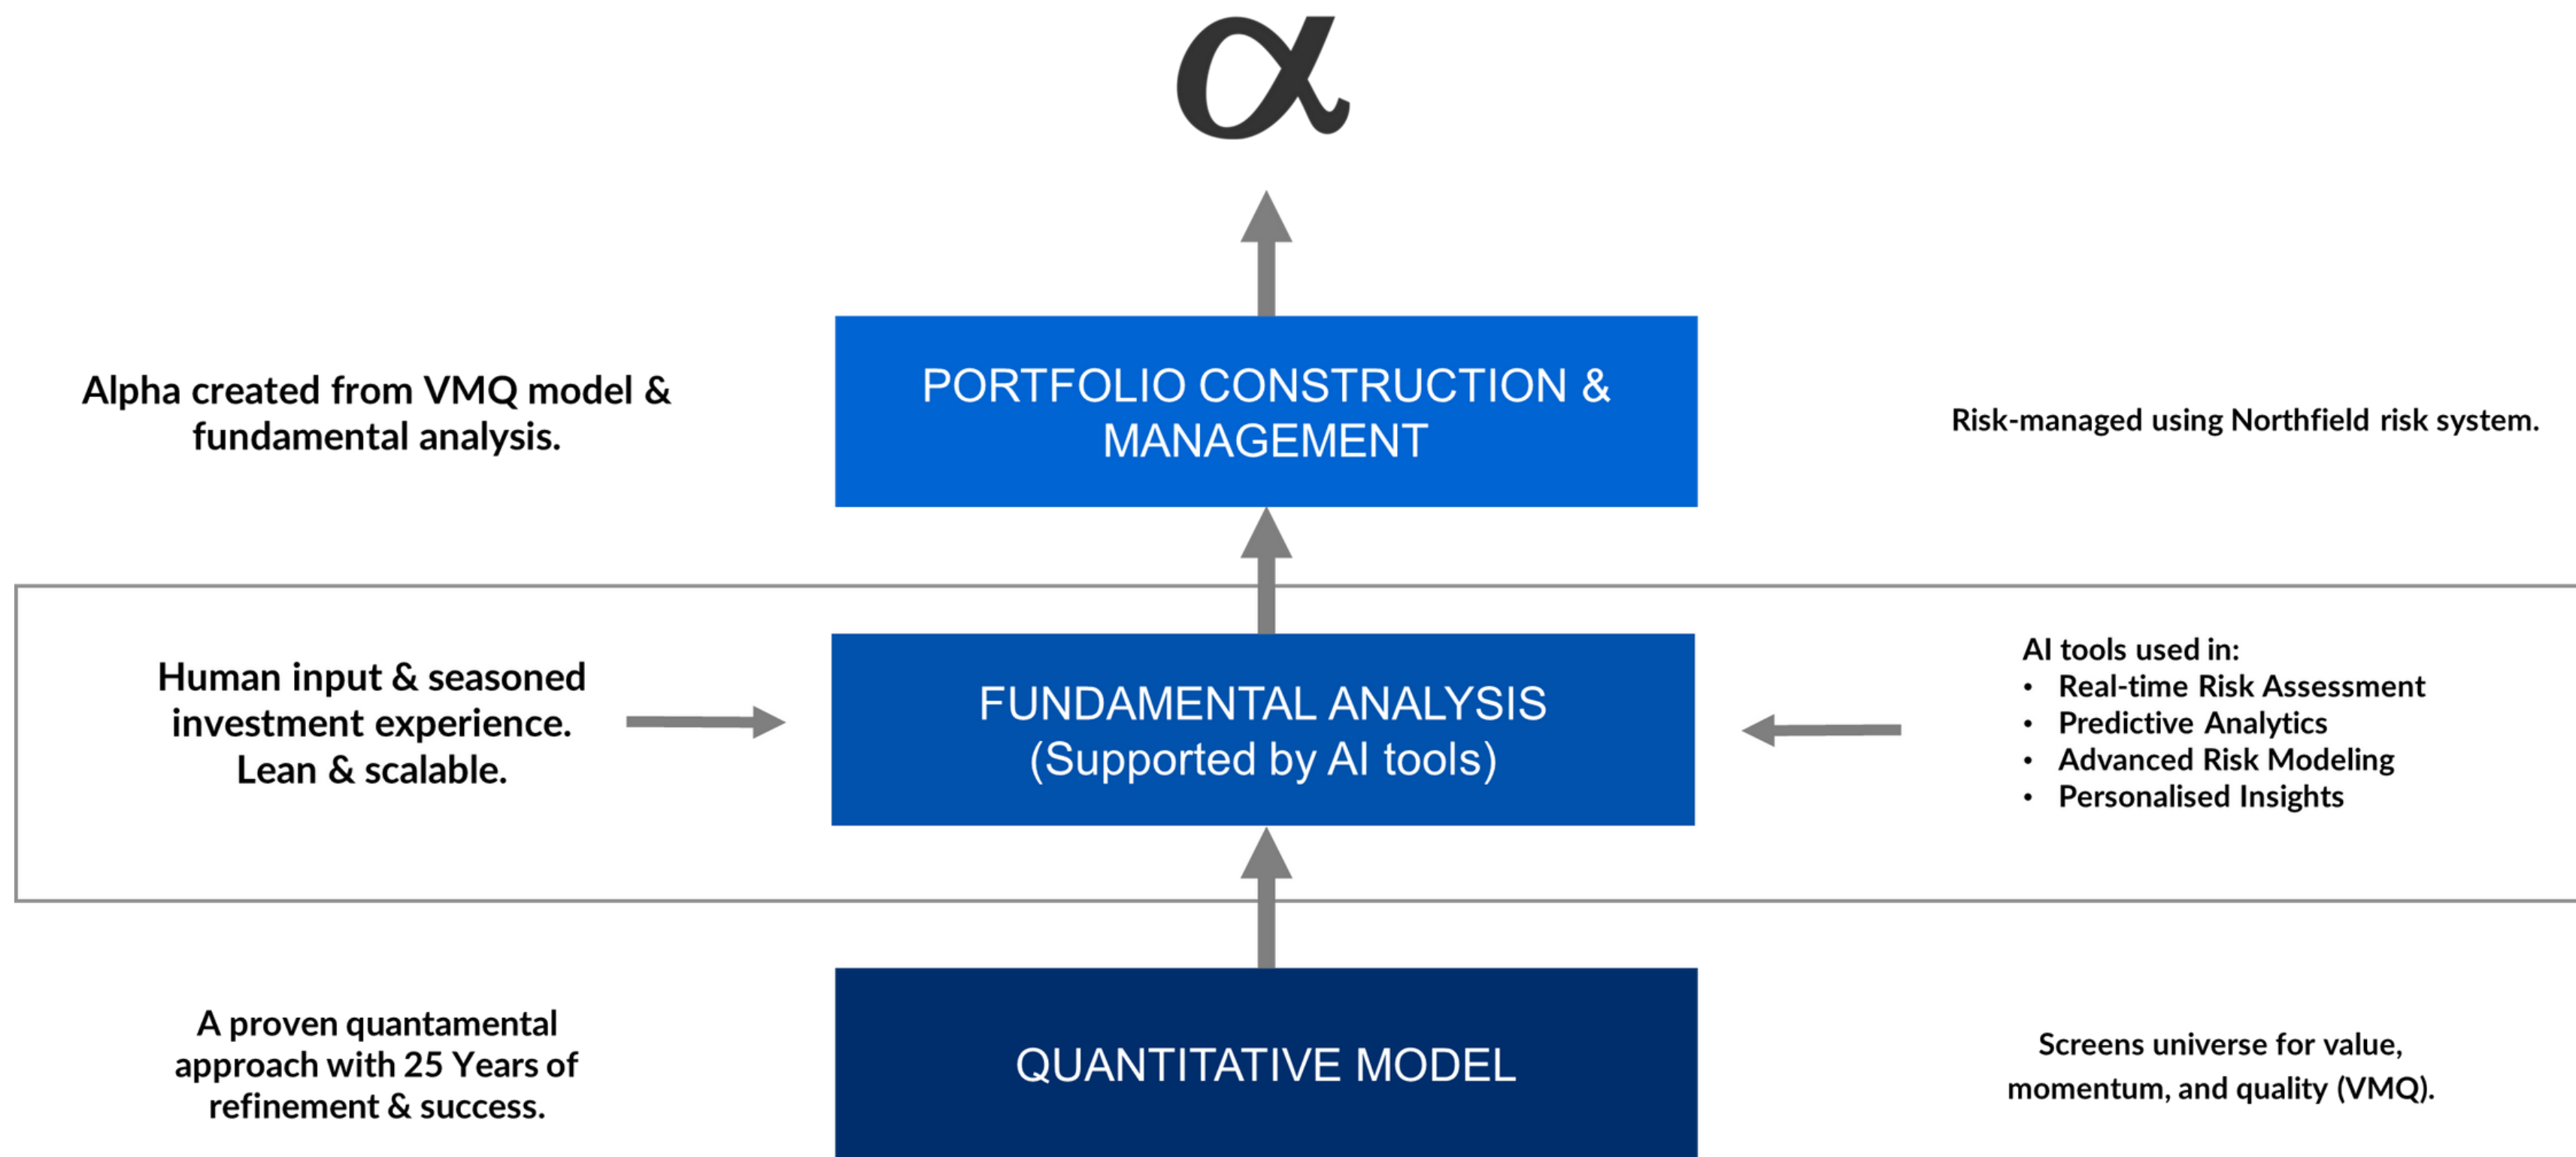 α
Alpha created from VMQ model &
fundamental analysis.
PORTFOLIO CONSTRUCTION &
MANAGEMENT
Risk-managed using Northfield risk system.
Human input & seasoned
investment experience.
Lean & scalable.
FUNDAMENTAL ANALYSIS
(Supported by AI tools)
AI tools used in:
• Real-time Risk Assessment
• Predictive Analytics
• Advanced Risk Modeling
• Personalised Insights
A proven quantamental
approach with 25 Years of
refinement & success.
QUANTITATIVE MODEL
Screens universe for value,
momentum, and quality (VMQ).